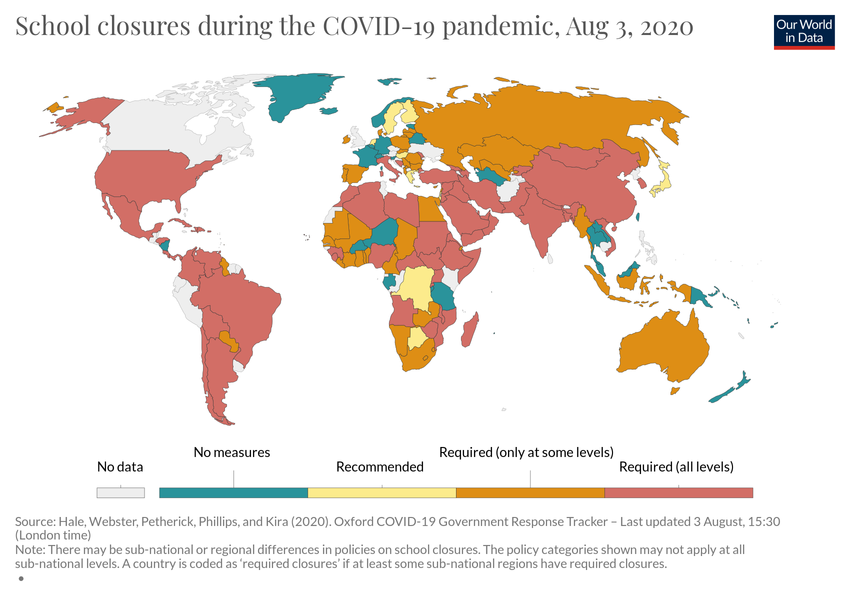 School closures during the COVID-19 pandemic, Aug 3, 2020
Our World
in Data
No data
No measures
Recommended
Required (only at some levels)
Required (all levels)
Source: Hale, Webster, Petherick, Phillips, and Kira (2020). Oxford COVID-19 Government Response Tracker – Last updated 3 August, 15:30
(London time)
Note: There may be sub-national or regional differences in policies on school closures. The policy categories shown may not apply at all
sub-national levels. A country is coded as 'required closures' if at least some sub-national regions have required closures.
•